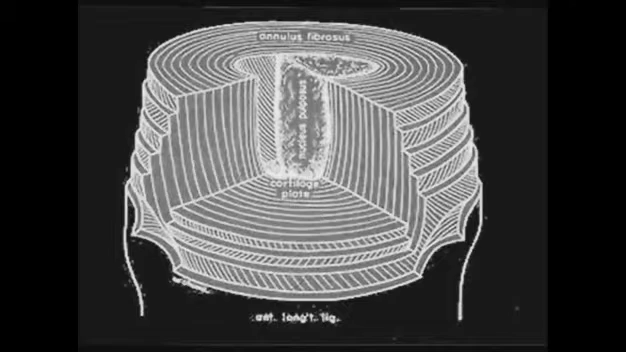 annulus fibrosus
nucleus pulposus
cartilage
plate
ant. long't. lig.